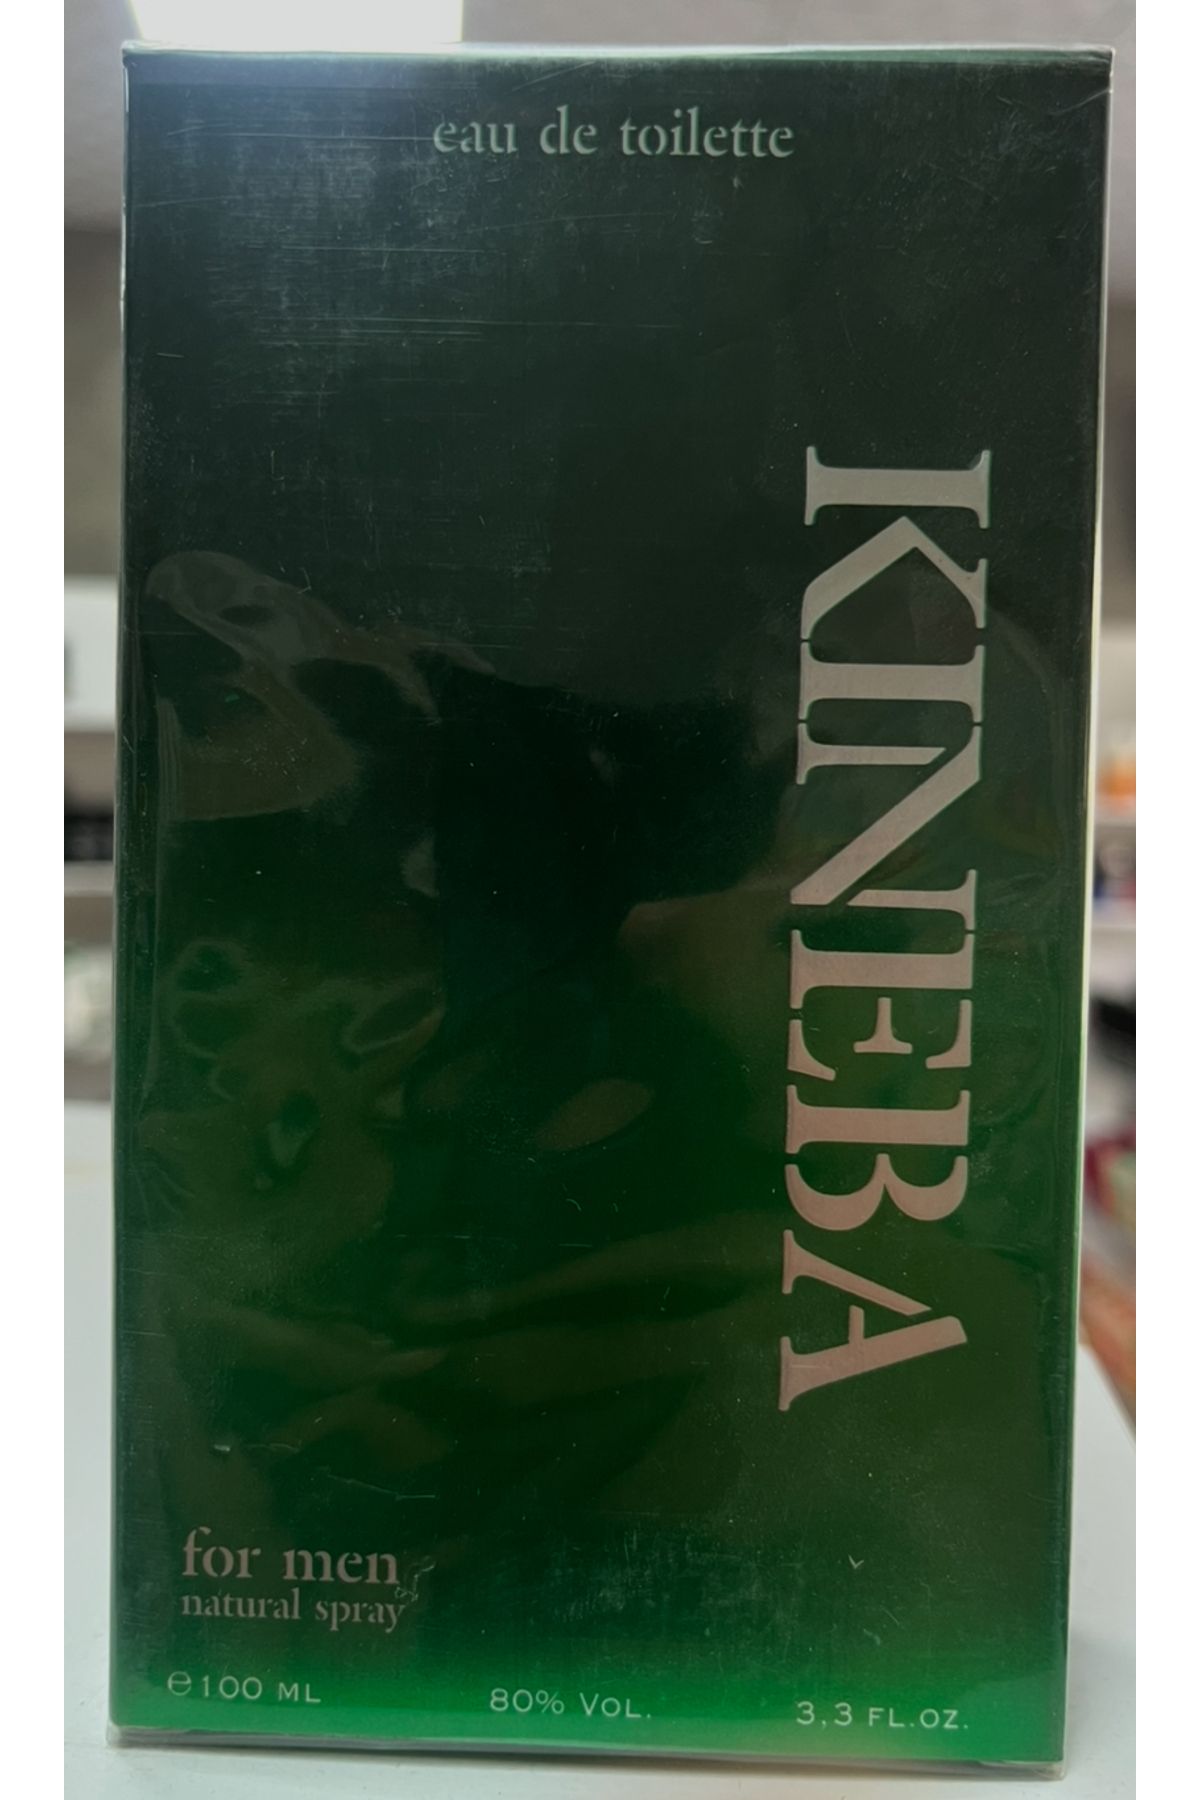 eau de toilette
KINEBA
for men
natural spray
℮100 ML
80% VOL.
3,3 FL.OZ.